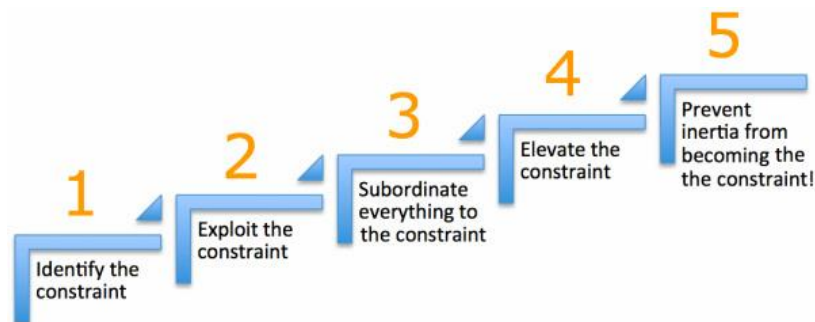 1
Identify the
constraint
2
Exploit the
constraint
3
Subordinate
everything to
the constraint
4
Elevate the
constraint
5
Prevent
inertia from
becoming the
the constraint!